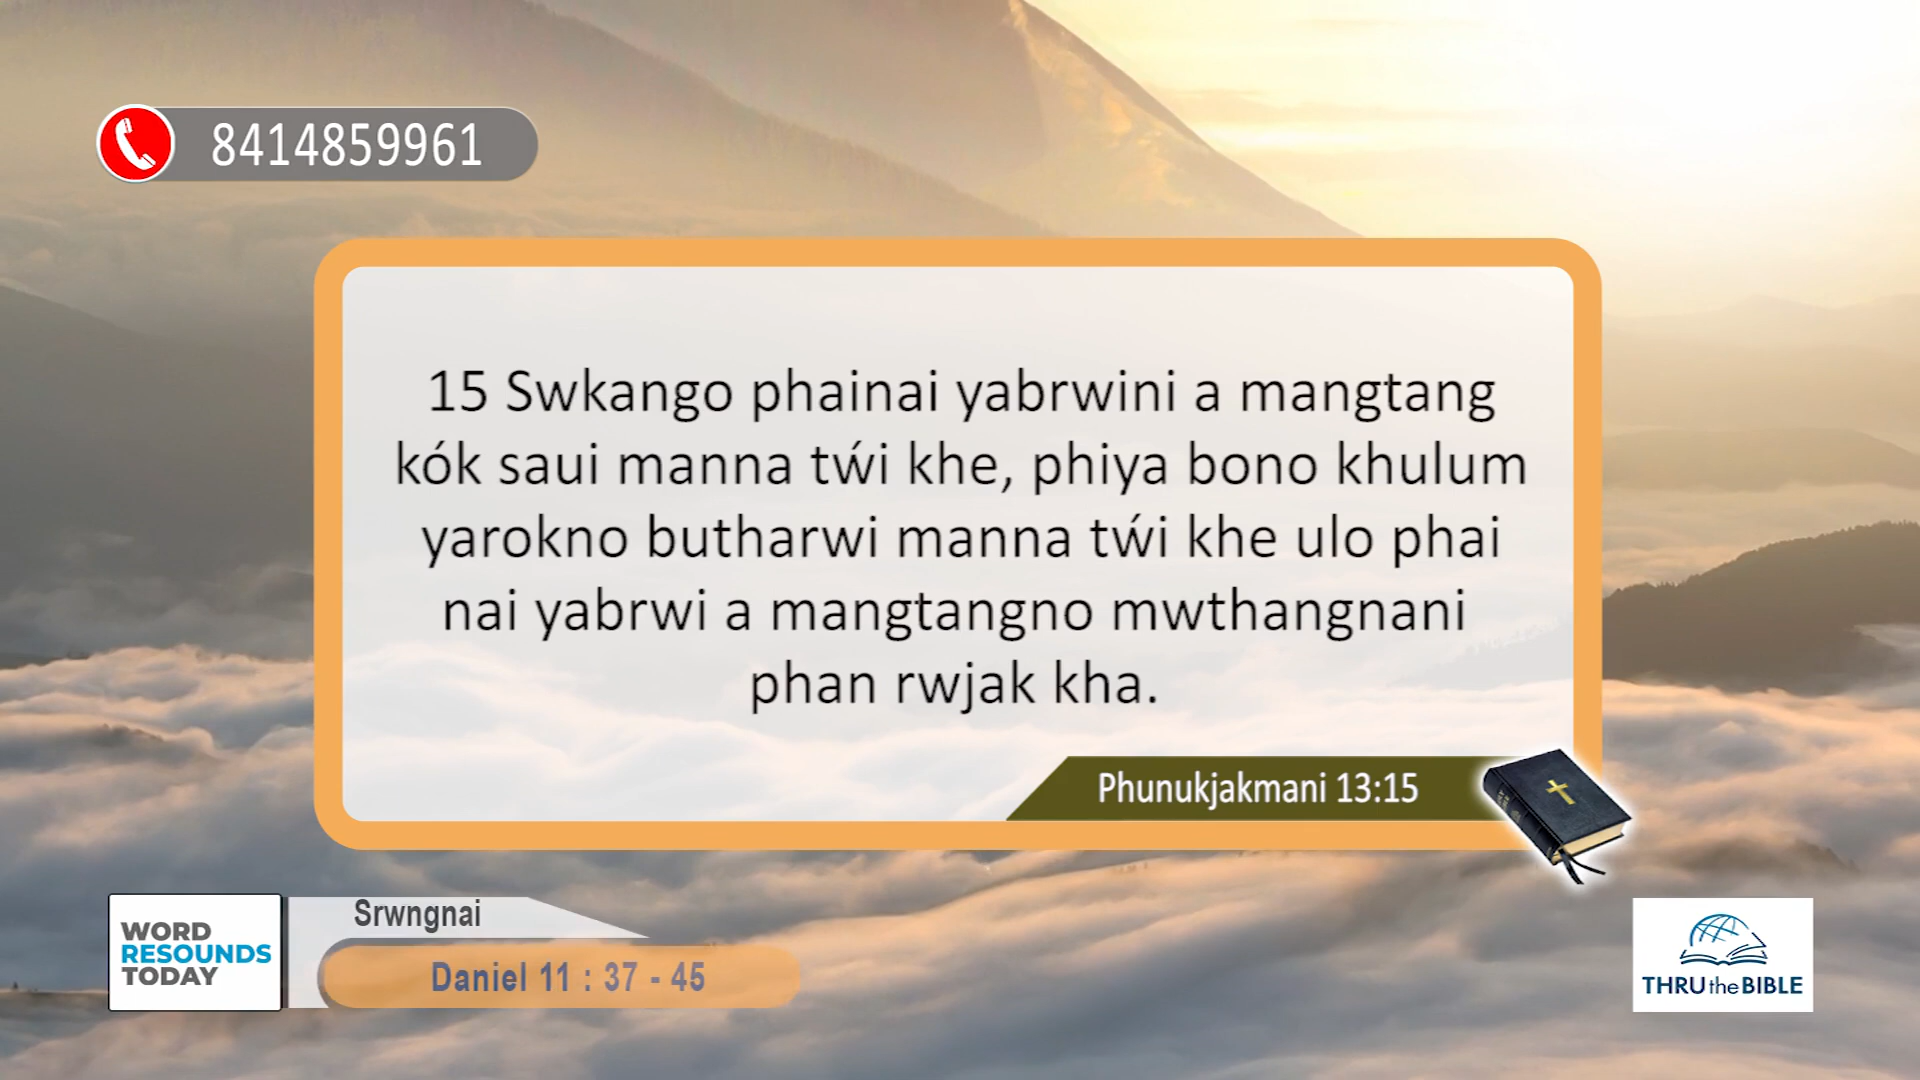 8414859961
15 Swkango phainai yabrwini a mangtang
kók saui manna tẃi khe, phiya bono khulum
yarokno butharwi manna tẃi khe ulo phai
nai yabrwi a mangtangno mwthangnani
phan rwjak kha.
Phunukjakmani 13:15
WORD
RESOUNDS
TODAY
Srwngnai
Daniel 11 : 37 - 45
THRU the BIBLE